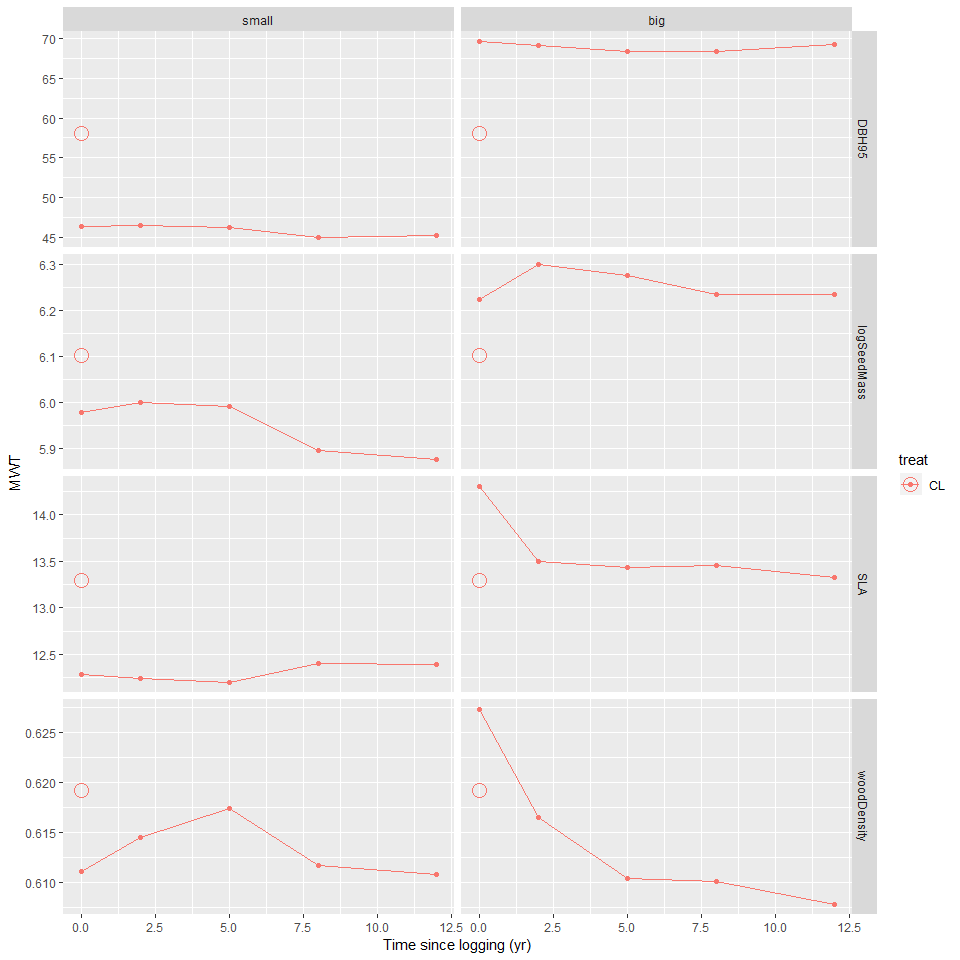 small
big
70
65
60
55
50
45
DBH95
6.3
6.2
6.1
6.0
5.9
logSeedMass
MWT
treat
CL
14.0
13.5
13.0
12.5
SLA
0.625
0.620
0.615
0.610
woodDensity
0.0 2.5 5.0 7.5 10.0 12.5 0.0 2.5 5.0 7.5 10.0 12.5
Time since logging (yr)